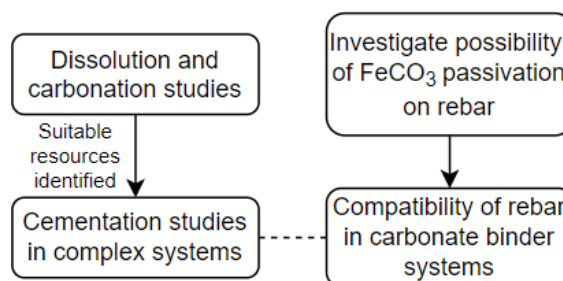 Dissolution and
carbonation studies
Suitable
resources
identified
Cementation studies
in complex systems
Investigate possibility
of FeCO₃ passivation
on rebar
Compatibility of rebar
in carbonate binder
systems